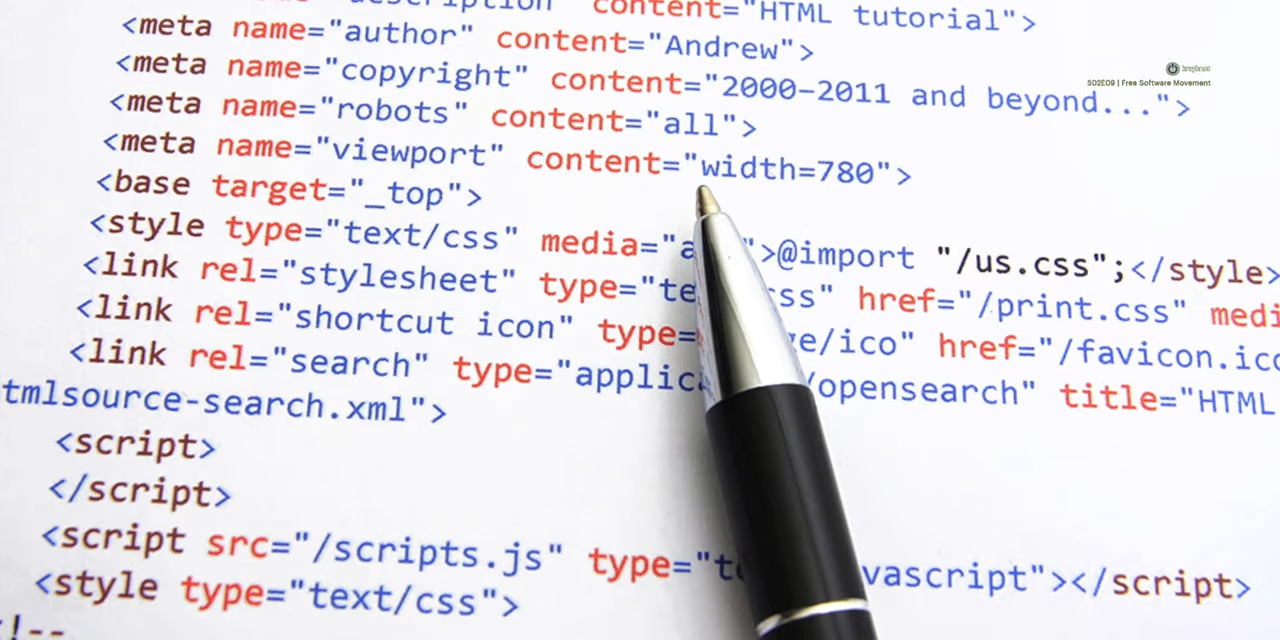 content="HTML tutorial">
<meta name="author" content="Andrew">
<meta name="copyright" content="2000-2011 and beyond...">
<meta name="robots" content="all">
<meta name="viewport" content="width=780">
<base target="_top">
<style type="text/css" media="a ">@import "/us.css";</style>
<link rel="stylesheet" type="te ss" href="/print.css" medi
<link rel="shortcut icon" type= e/ico" href="/favicon.ico
<link rel="search" type="applic /opensearch" title="HTML
tmlsource-search.xml">
<script>
</script>
<script src="/scripts.js" type="t vascript"></script>
<style type="text/css">
<!--
S02E09 | Free Software Movement